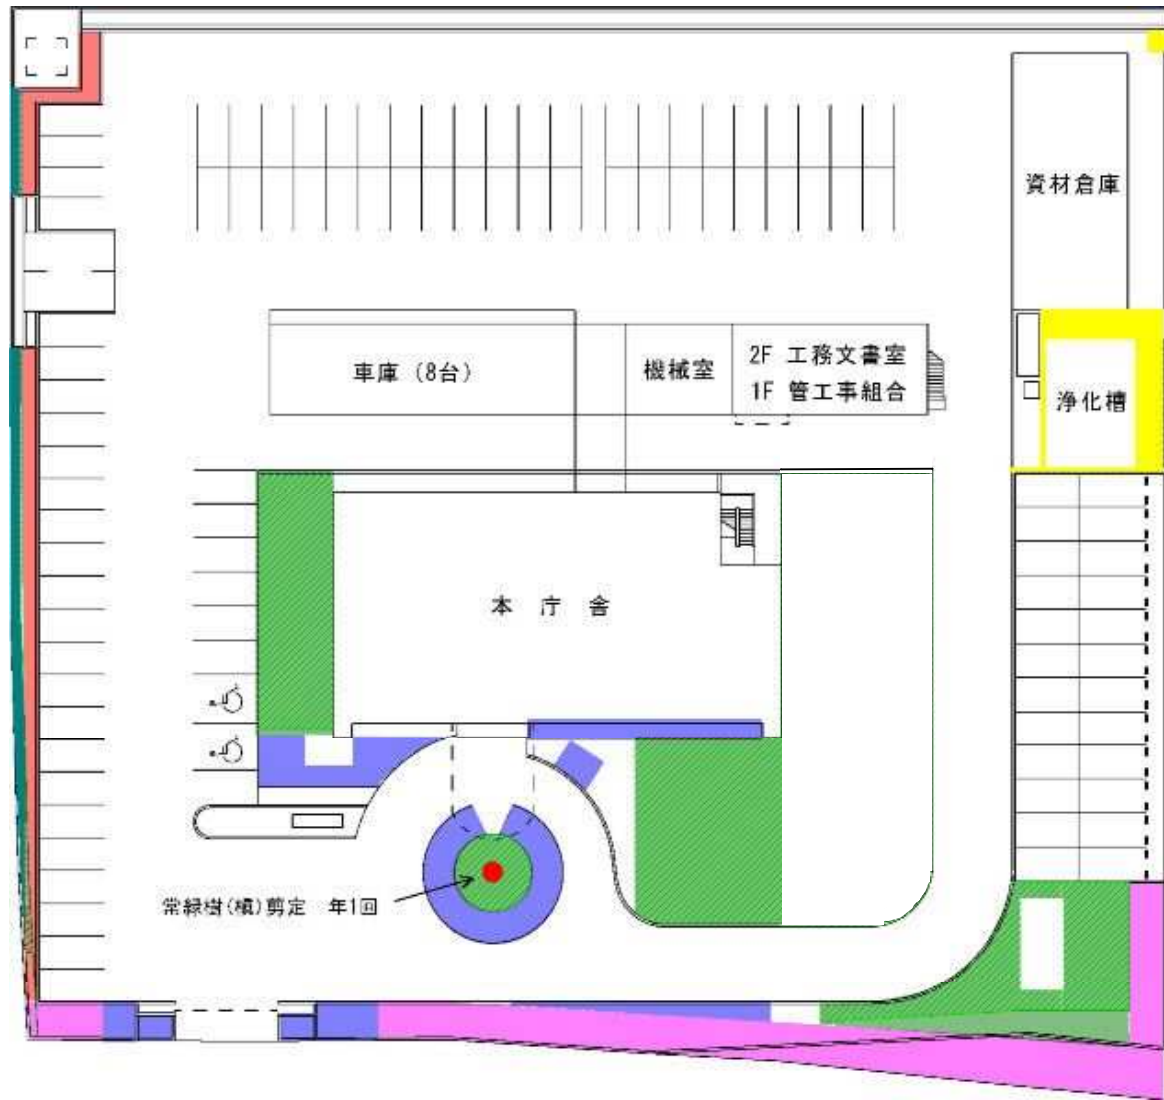 資材倉庫
車庫（8台）
機械室
2F 工務文書室
1F 管工事組合
浄化槽
本庁舎
常緑樹(槇)剪定 年1回